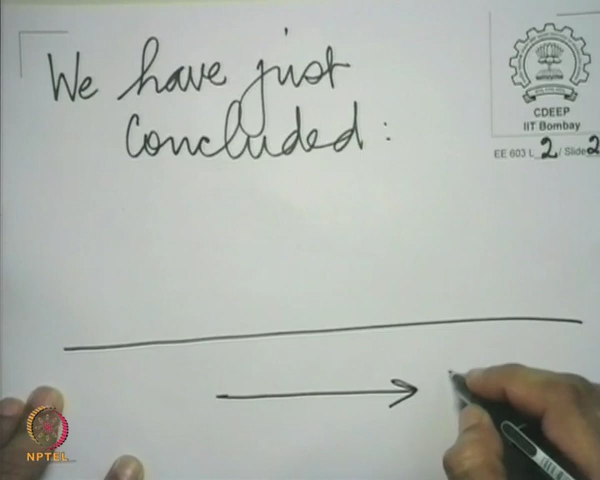 We have just
Concluded:
CDEEP
IIT Bombay
EE 603 L 2 / Slide 2
NPTEL